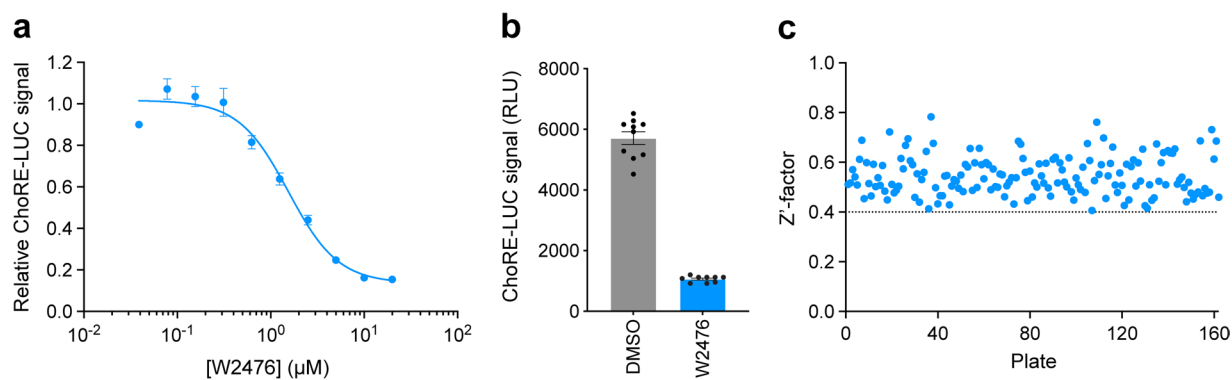 a
Relative ChoRE-LUC signal
1.2
1.0
0.8
0.6
0.4
0.2
0.0
10⁻² 10⁻¹ 10⁰ 10¹ 10²
[W2476] (µM)
b
ChoRE-LUC signal (RLU)
8000
6000
4000
2000
0
DMSO
W2476
c
Z'-factor
1.0
0.8
0.6
0.4
0.2
0.0
0 40 80 120 160
Plate